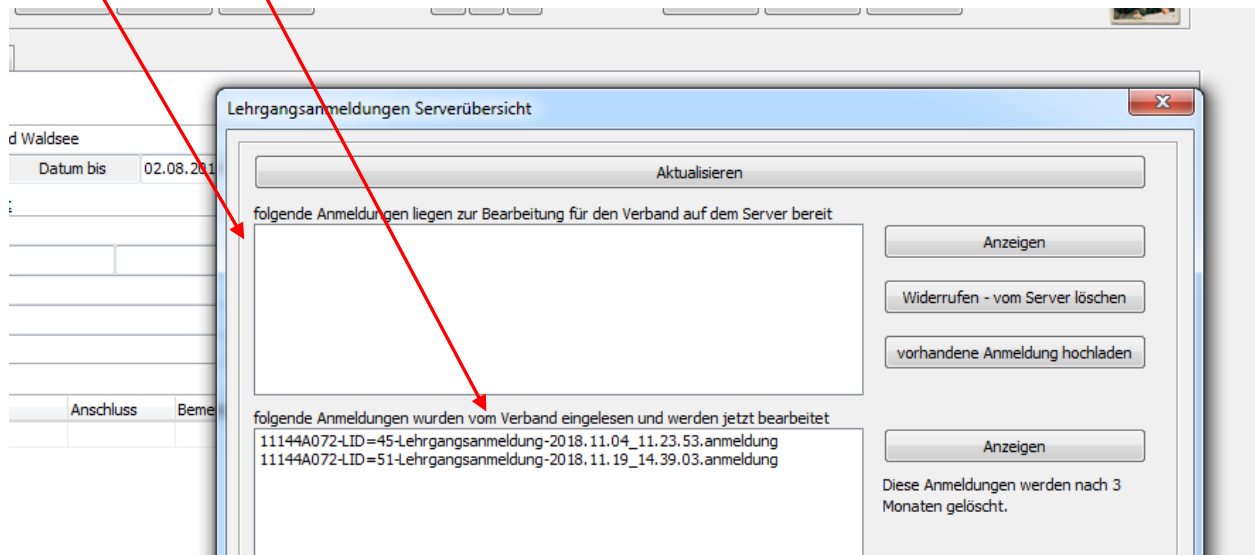 Lehrgangsanmeldungen Serverübersicht
d Waldsee
Datum bis 02.08.201
Aktualisieren
folgende Anmeldungen liegen zur Bearbeitung für den Verband auf dem Server bereit
Anzeigen
Widerrufen - vom Server löschen
vorhandene Anmeldung hochladen
Anschluss Beme
folgende Anmeldungen wurden vom Verband eingelesen und werden jetzt bearbeitet
11144A072-LID=45-Lehrgangsanmeldung-2018.11.04_11.23.53.anmeldung
11144A072-LID=51-Lehrgangsanmeldung-2018.11.19_14.39.03.anmeldung
Anzeigen
Diese Anmeldungen werden nach 3
Monaten gelöscht.